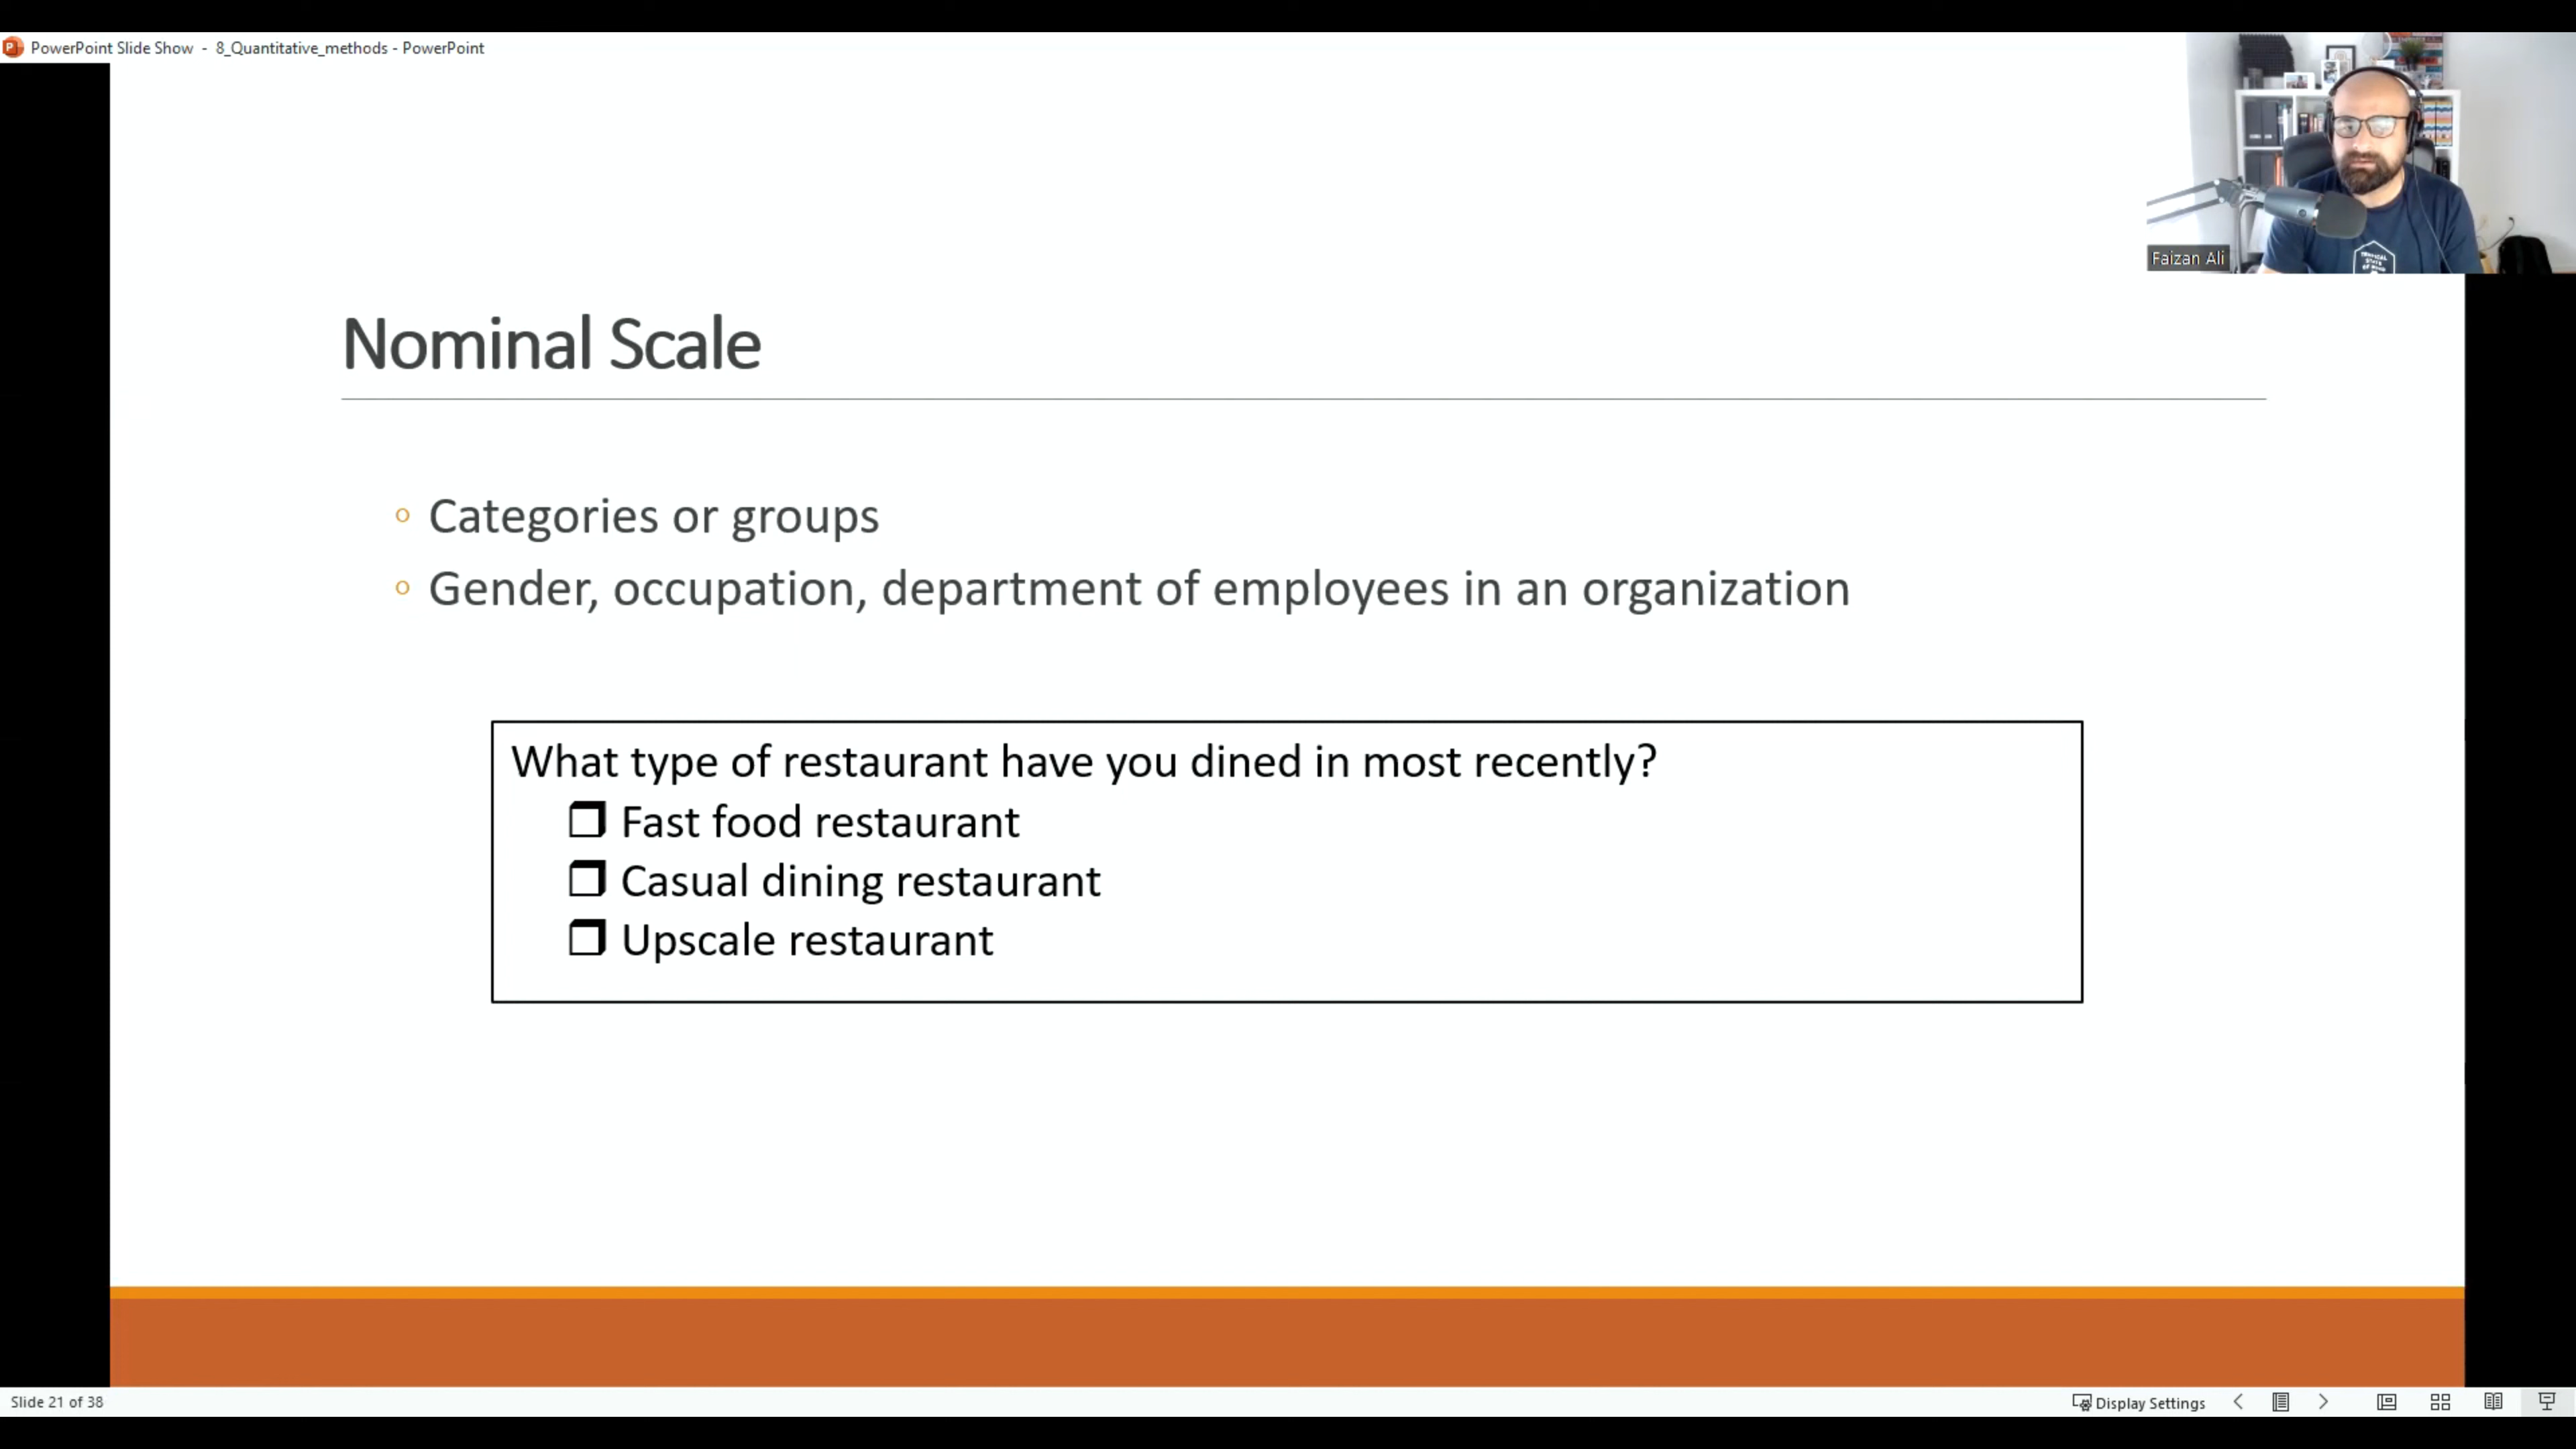 PowerPoint Slide Show - 8_Quantitative_methods - PowerPoint
Faizan Ali
Nominal Scale
Categories or groups
Gender, occupation, department of employees in an organization
What type of restaurant have you dined in most recently?
Fast food restaurant
Casual dining restaurant
Upscale restaurant
Slide 21 of 38
Display Settings